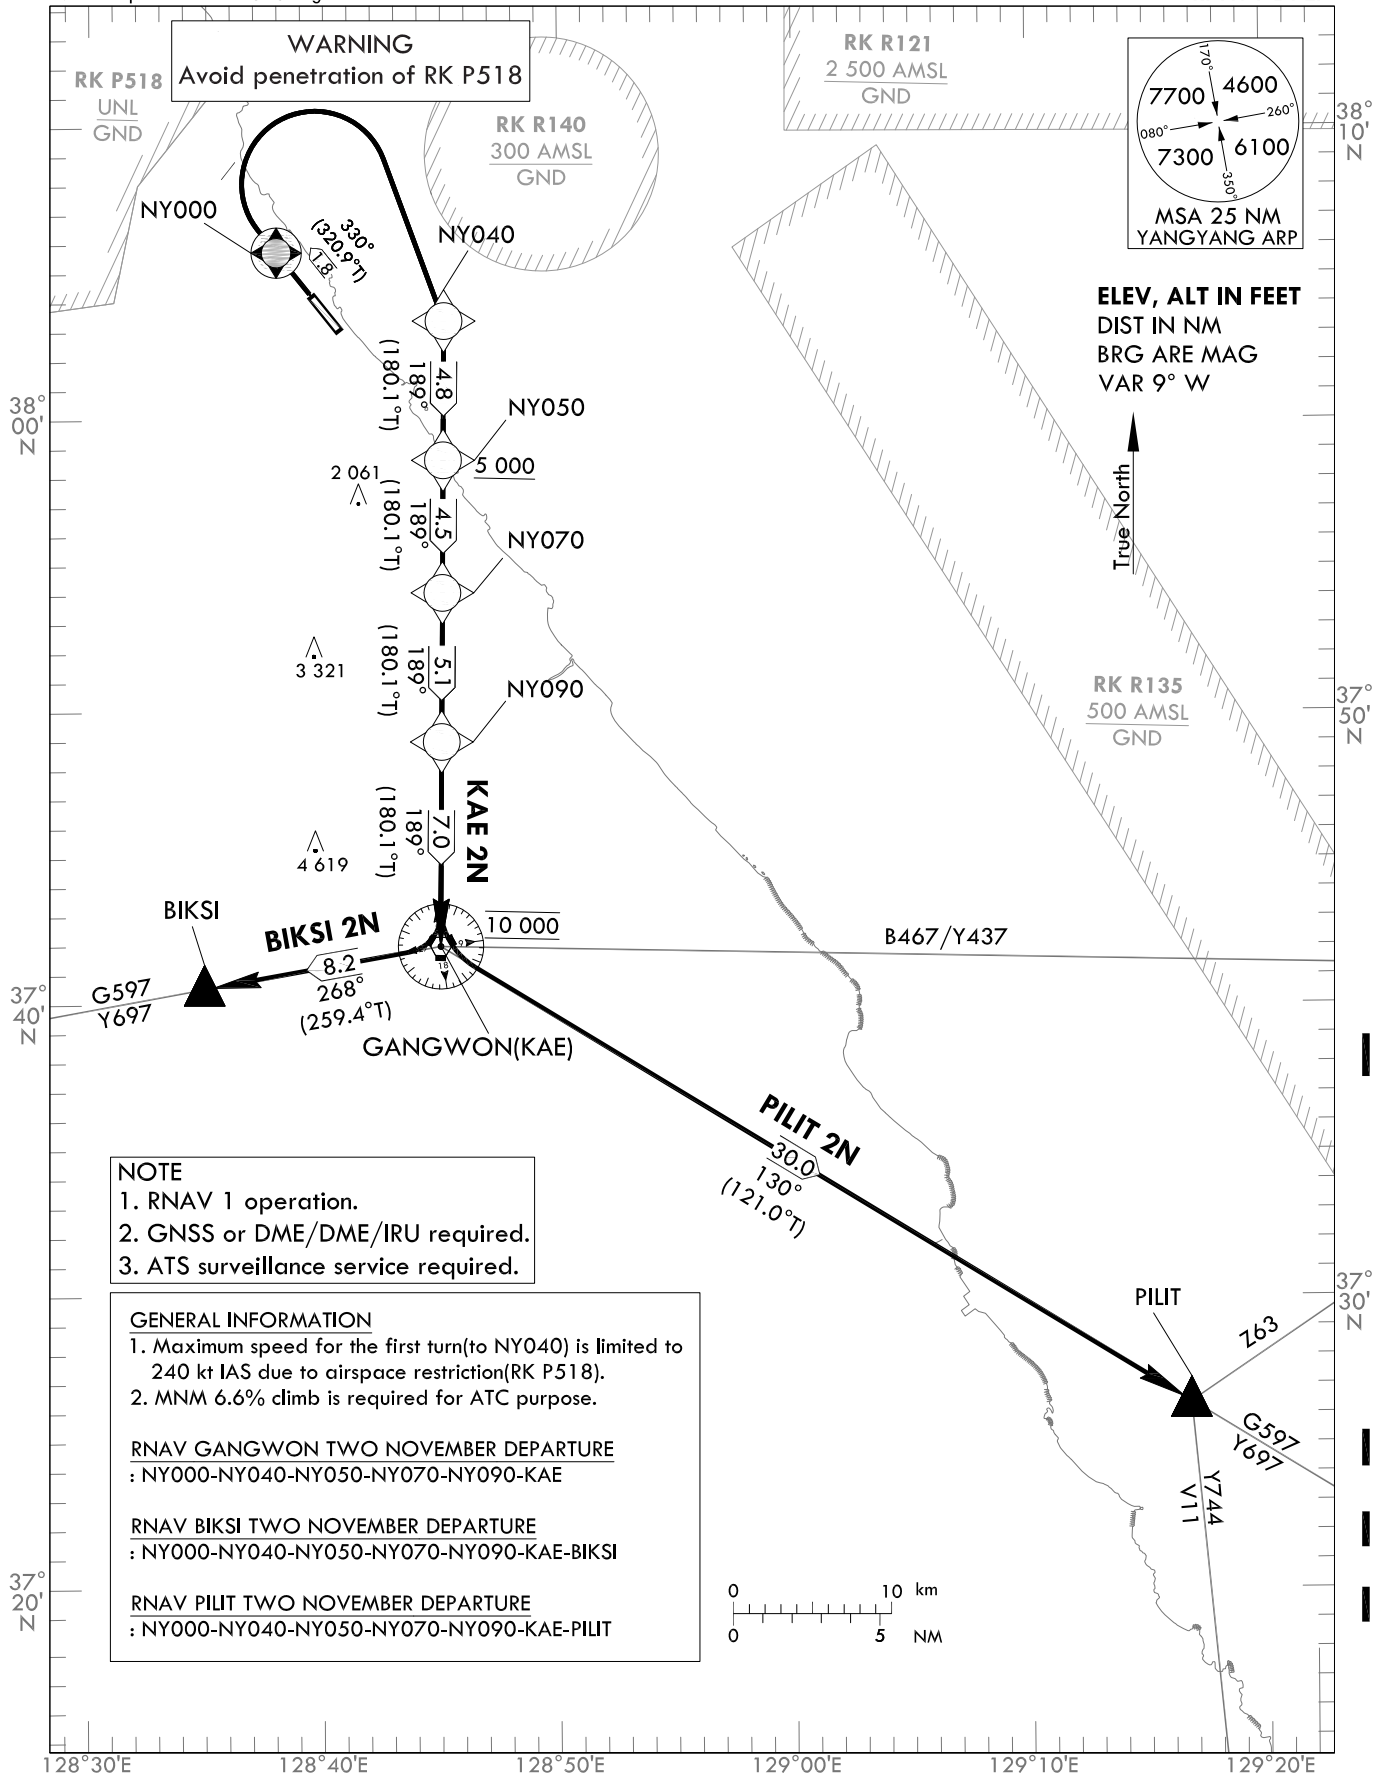 WARNING
Avoid penetration of RK P518
RK P518
UNL
GND
RK R140
300 AMSL
GND
RK R121
2 500 AMSL
GND
170°
7700
4600
260°
080°
7300
6100
350°
MSA 25 NM
YANGYANG ARP
38°
10'
N
NY000
330°
(320.9°T)
1.8
NY040
ELEV, ALT IN FEET
DIST IN NM
BRG ARE MAG
VAR 9° W
True North
4.8
189°
(180.1°T)
38°
00'
N
NY050
5 000
2 061
4.5
189°
(180.1°T)
NY070
3 321
5.1
189°
(180.1°T)
NY090
RK R135
500 AMSL
GND
37°
50'
N
KAE 2N
7.0
189°
(180.1°T)
4 619
BIKSI
BIKSI 2N
10 000
9
18
B467/Y437
8.2
268°
(259.4°T)
G597
Y697
37°
40'
N
GANGWON(KAE)
PILIT 2N
30.0
130°
(121.0°T)
NOTE
1. RNAV 1 operation.
2. GNSS or DME/DME/IRU required.
3. ATS surveillance service required.
37°
30'
N
PILIT
Z63
G597
Y697
Y744
V11
GENERAL INFORMATION
1. Maximum speed for the first turn(to NY040) is limited to
240 kt IAS due to airspace restriction(RK P518).
2. MNM 6.6% climb is required for ATC purpose.
RNAV GANGWON TWO NOVEMBER DEPARTURE
: NY000-NY040-NY050-NY070-NY090-KAE
RNAV BIKSI TWO NOVEMBER DEPARTURE
: NY000-NY040-NY050-NY070-NY090-KAE-BIKSI
RNAV PILIT TWO NOVEMBER DEPARTURE
: NY000-NY040-NY050-NY070-NY090-KAE-PILIT
37°
20'
N
0 10 km
0 5 NM
128°30'E 128°40'E 128°50'E 129°00'E 129°10'E 129°20'E